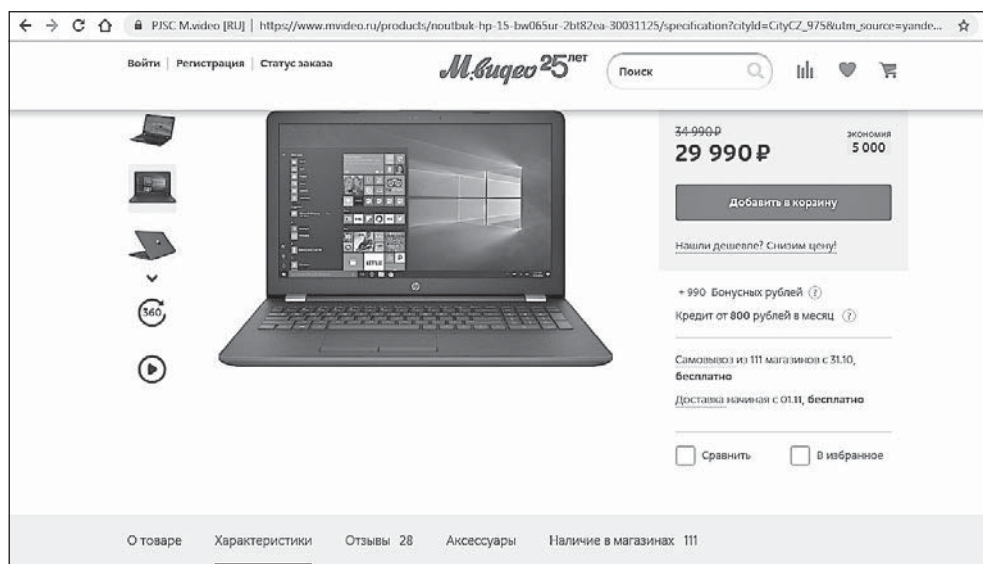 PJSC M.video [RU] | https://www.mvideo.ru/products/noutbuk-hp-15-bw065ur-2bt82ea-30031125/specification?cityId=CityCZ_975&utm_source=yande...
Войти | Регистрация | Статус заказа
М.видео 25 лет
Поиск
34 990 ₽
экономия
29 990 ₽
5 000
Добавить в корзину
Нашли дешевле? Снизим цену!
360
+ 990 Бонусных рублей ?
Кредит от 800 рублей в месяц ?
Самовывоз из 111 магазинов с 31.10,
бесплатно
Доставка начиная с 01.11, бесплатно
Сравнить
В избранное
hp
NETFLIX
О товаре Характеристики Отзывы 28 Аксессуары Наличие в магазинах 111